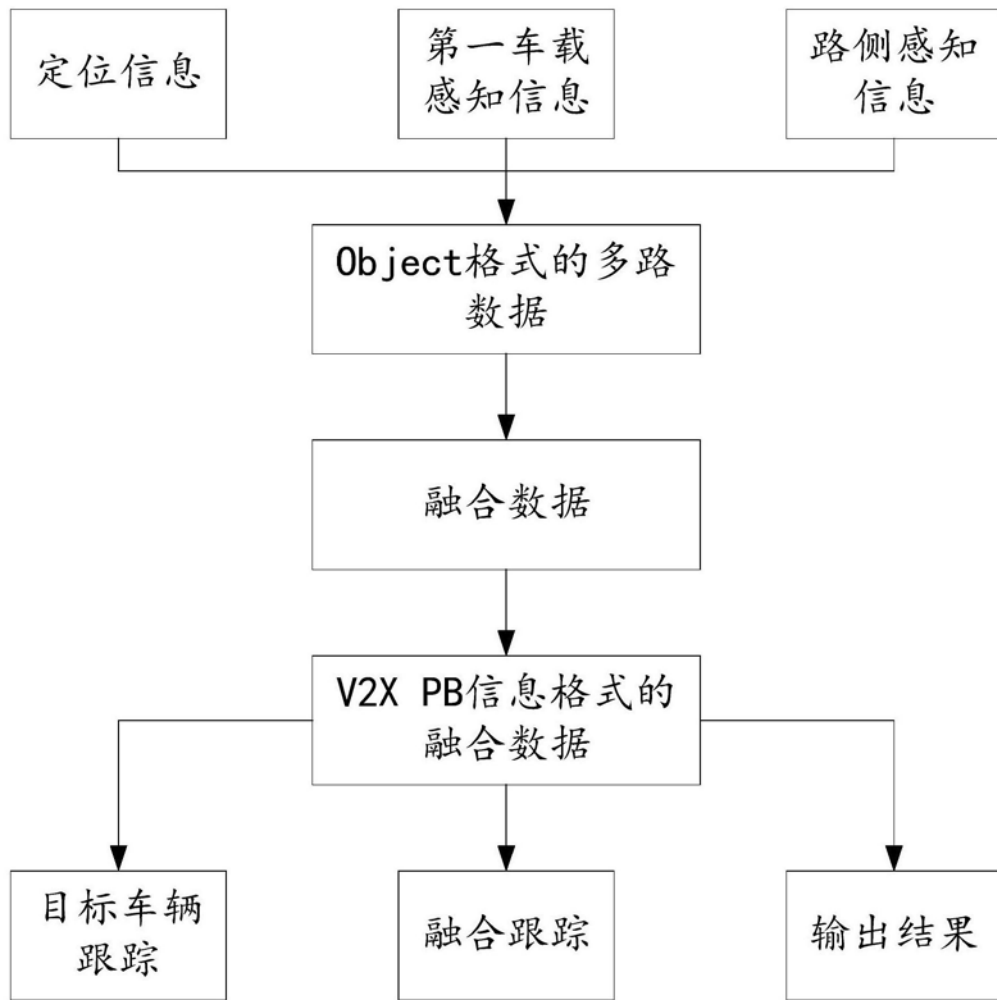 定位信息
第一车载
感知信息
路侧感知
信息
Object格式的多路
数据
融合数据
V2X PB信息格式的
融合数据
目标车辆
跟踪
融合跟踪
输出结果